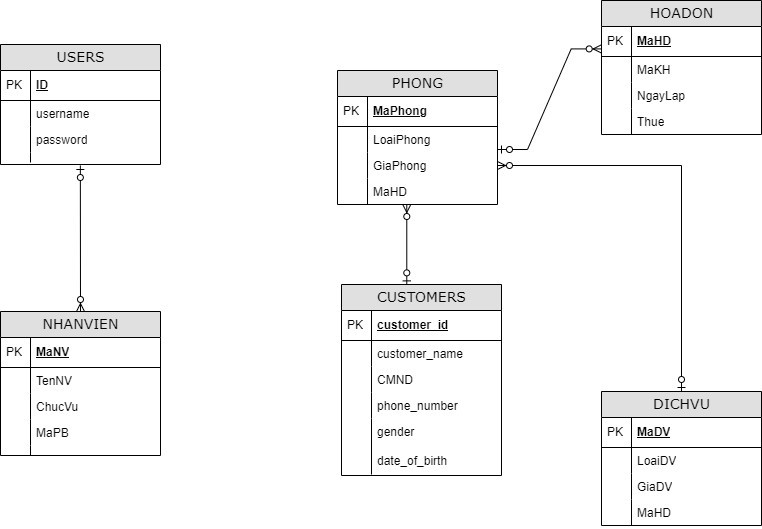 USERS
PK ID
username
password
NHANVIEN
PK MaNV
TenNV
ChucVu
MaPB
PHONG
PK MaPhong
LoaiPhong
GiaPhong
MaHD
CUSTOMERS
PK customer_id
customer_name
CMND
phone_number
gender
date_of_birth
HOADON
PK MaHD
MaKH
NgayLap
Thue
DICHVU
PK MaDV
LoaiDV
GiaDV
MaHD